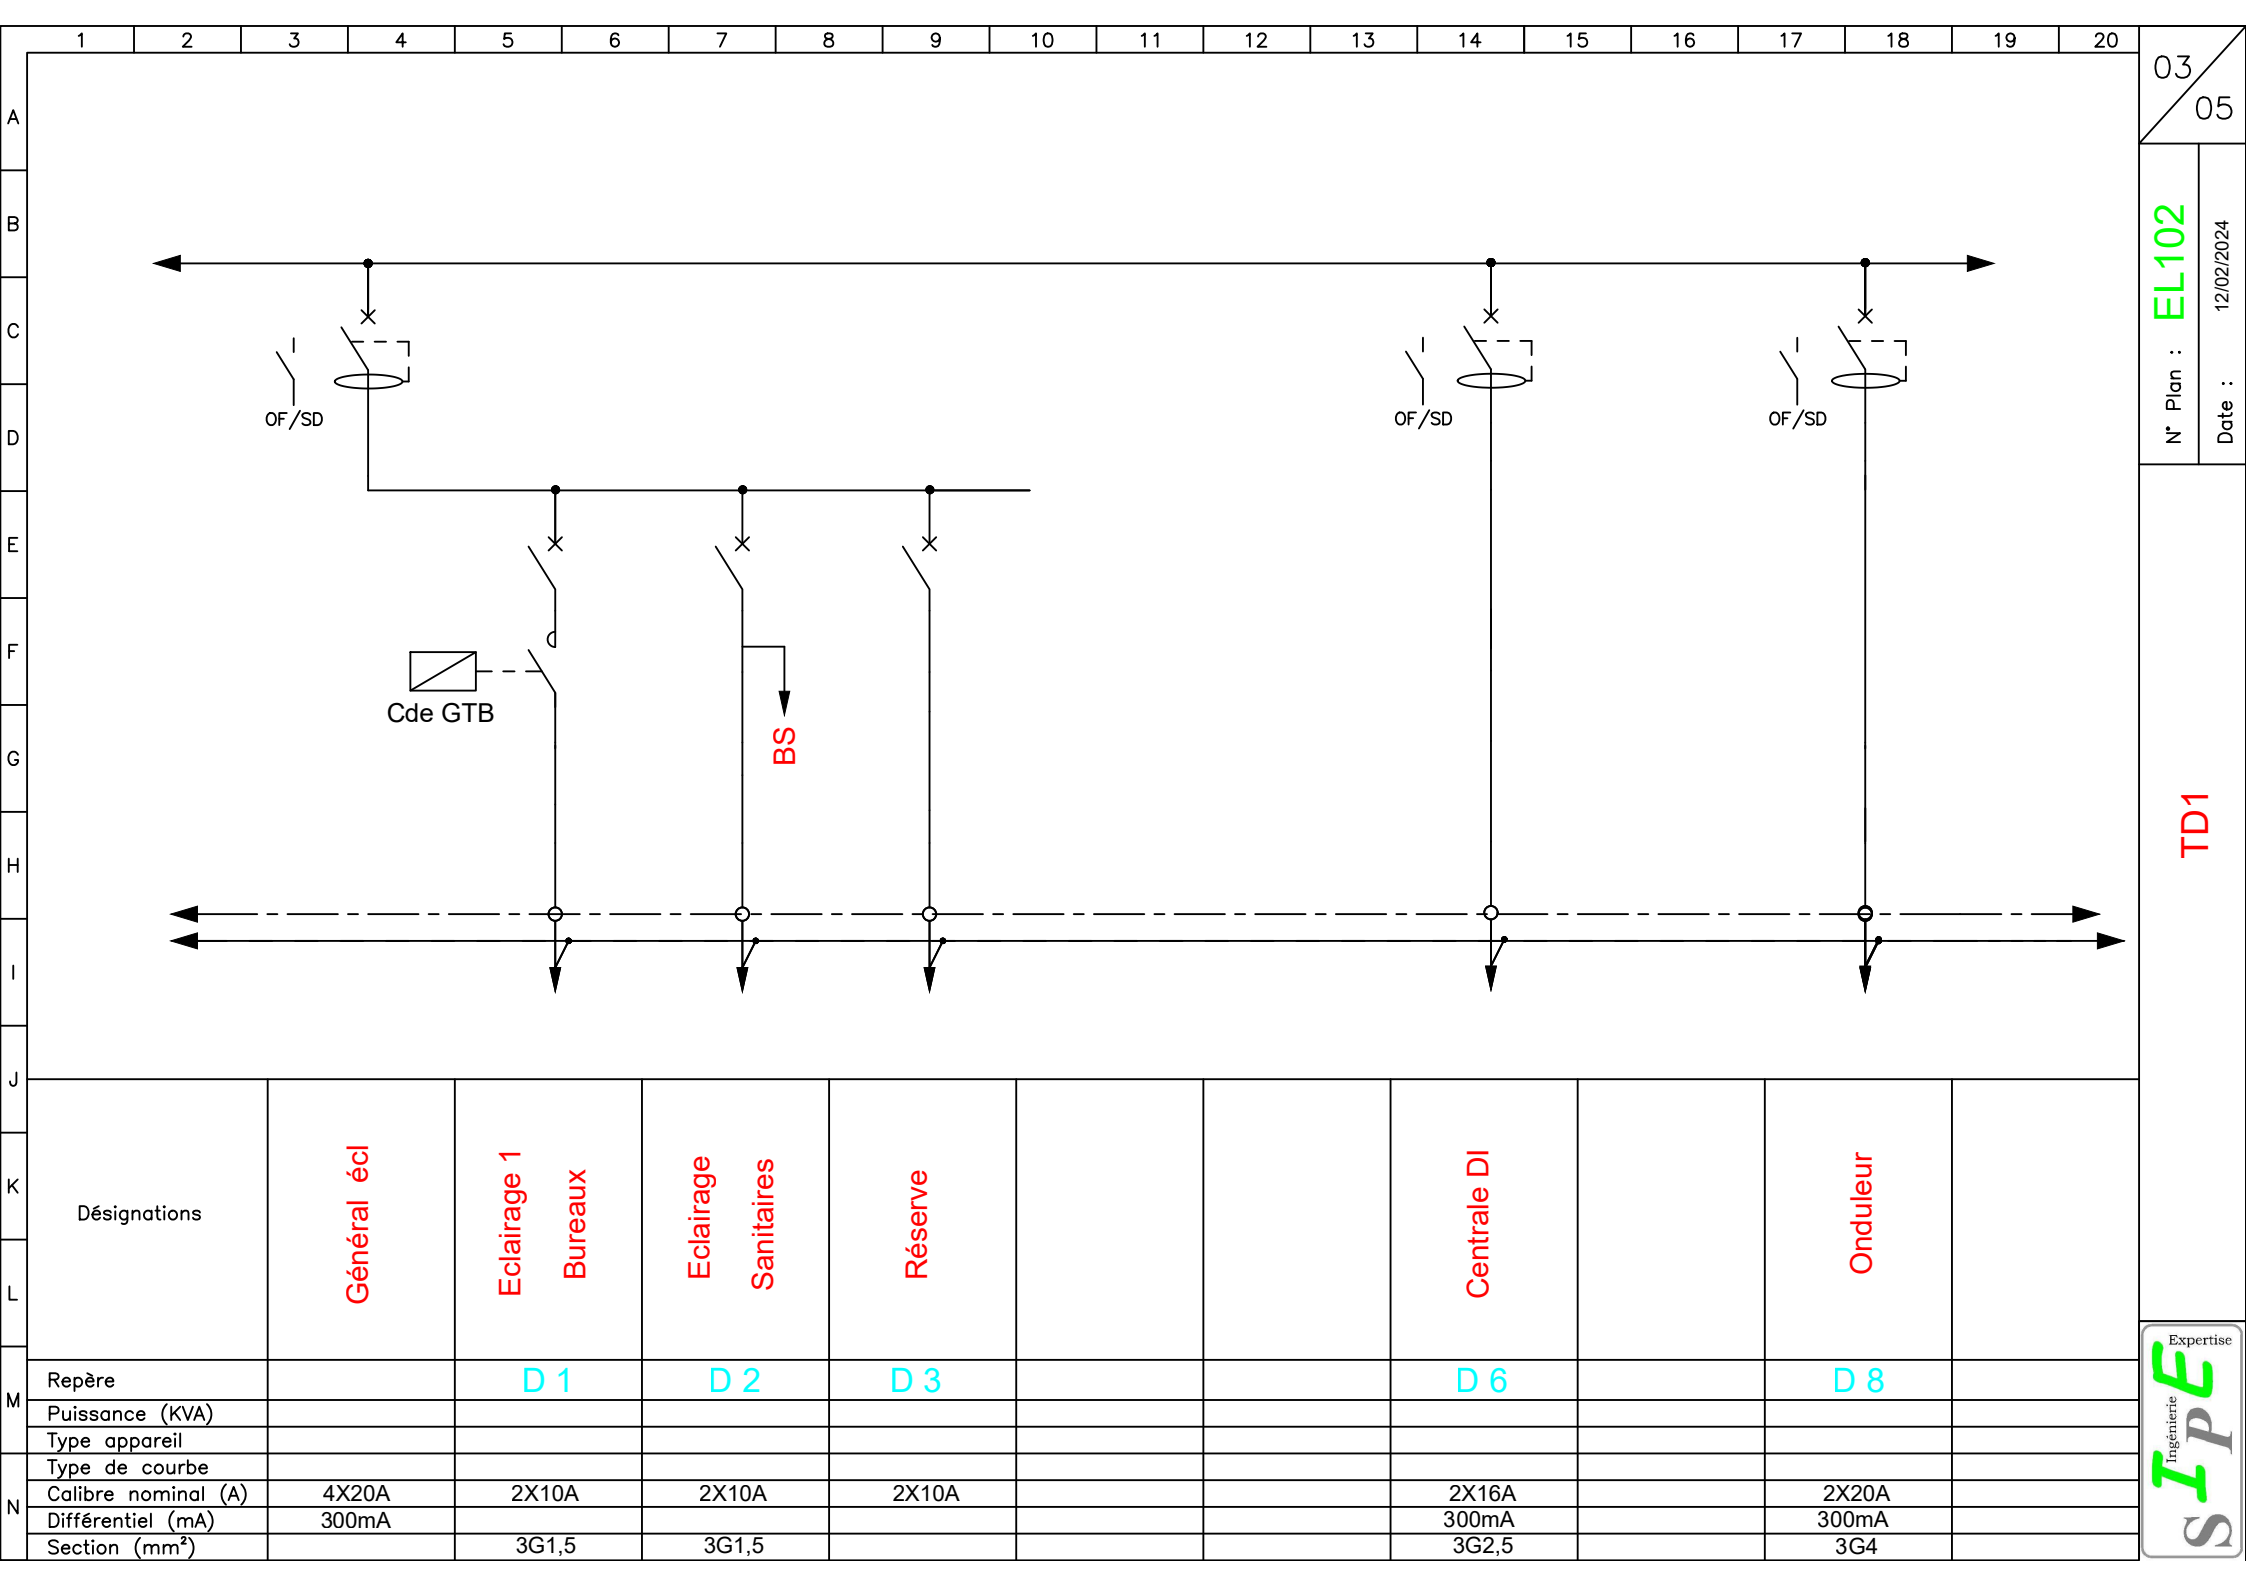 1 2 3 4 5 6 7 8 9 10 11 12 13 14 15 16 17 18 19 20
03
05
A
B
C
D
E
F
G
H
I
J
K
L
M
N
N° Plan : EL102
Date : 12/02/2024
TD1
OF/SD
OF/SD
OF/SD
Cde GTB
BS
Désignations
Général écl
Eclairage 1
Bureaux
Eclairage
Sanitaires
Réserve
Centrale DI
Onduleur
Repère D 1 D 2 D 3 D 6 D 8
Puissance (KVA)
Type appareil
Type de courbe
Calibre nominal (A) 4X20A 2X10A 2X10A 2X10A 2X16A 2X20A
Différentiel (mA) 300mA 300mA 300mA
Section (mm²) 3G1,5 3G1,5 3G2,5 3G4
S I P E
Ingénierie
Expertise